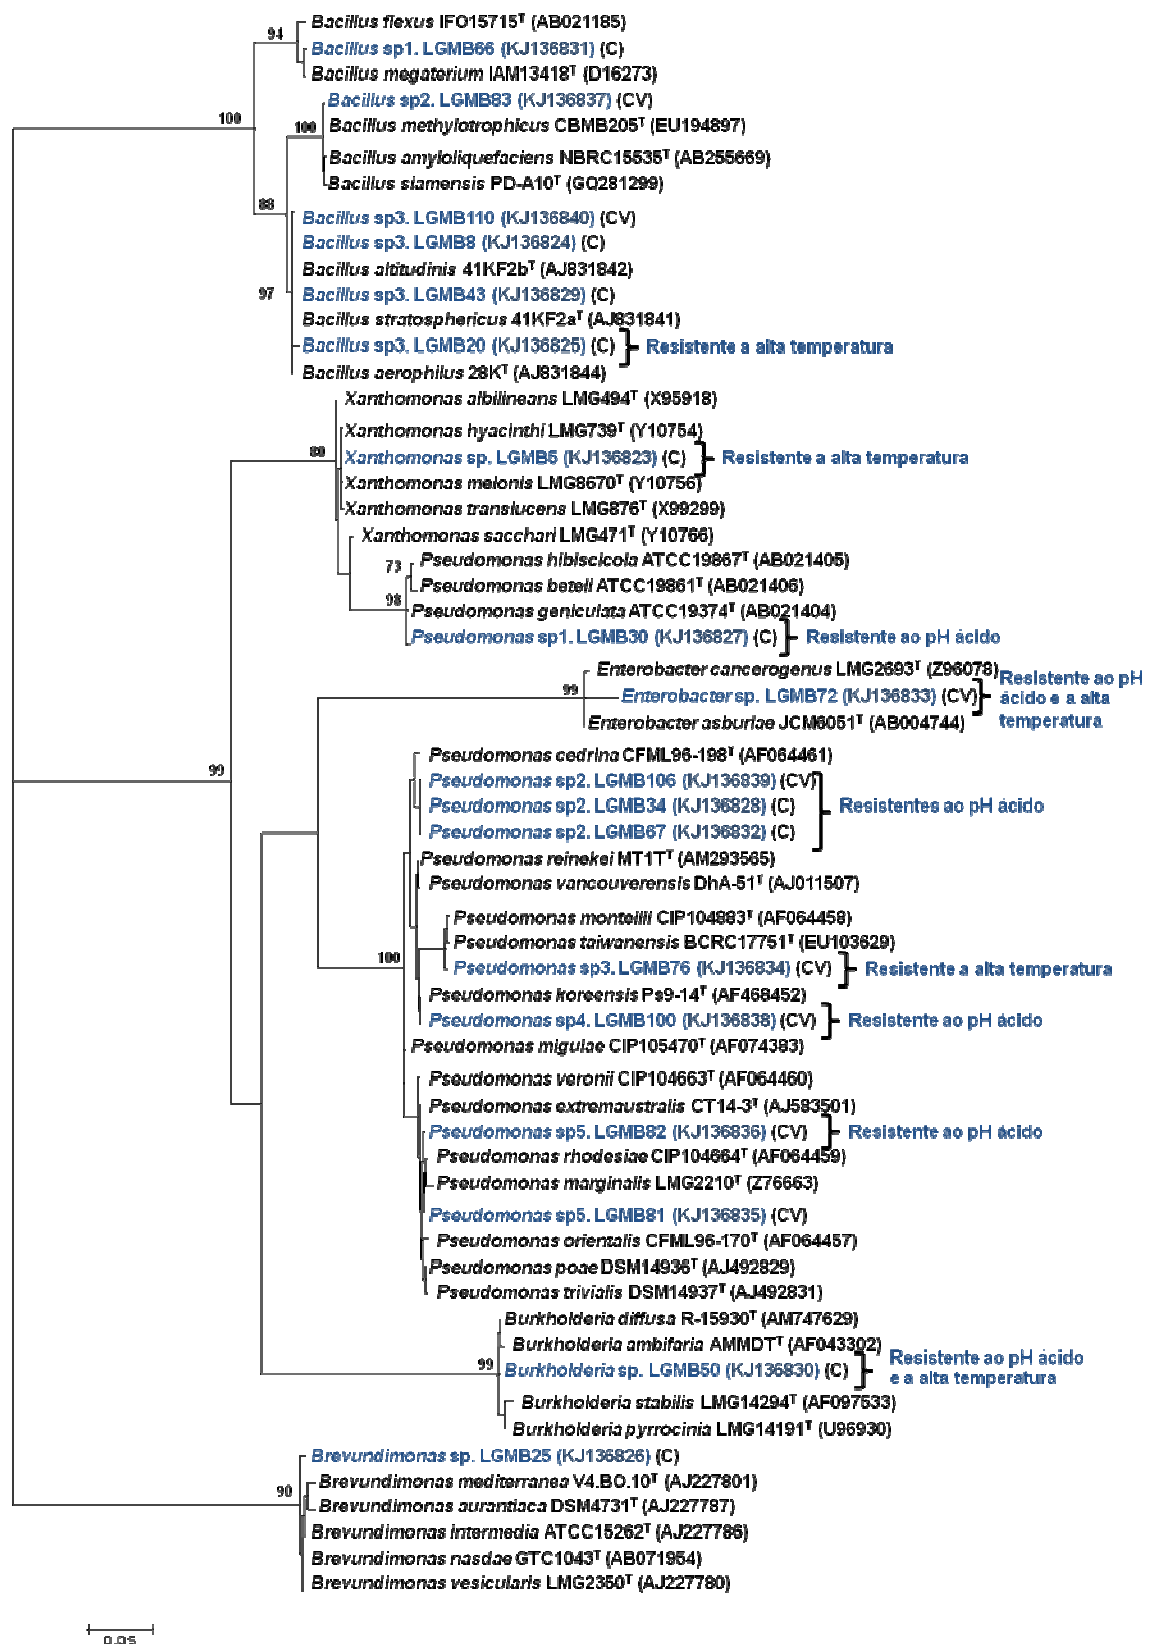 Bacillus flexus IFO15715ᵀ (AB021185)
94
Bacillus sp1. LGMB66 (KJ136831) (C)
Bacillus megaterium IAM13418ᵀ (D16273)
Bacillus sp2. LGMB83 (KJ136837) (CV)
100
100
Bacillus methylotrophicus CBMB205ᵀ (EU194897)
Bacillus amyloliquefaciens NBRC15535ᵀ (AB255669)
Bacillus siamensis PD-A10ᵀ (GQ281299)
88
Bacillus sp3. LGMB110 (KJ136840) (CV)
Bacillus sp3. LGMB8 (KJ136824) (C)
Bacillus altitudinis 41KF2bᵀ (AJ831842)
97
Bacillus sp3. LGMB43 (KJ136829) (C)
Bacillus stratosphericus 41KF2aᵀ (AJ831841)
Bacillus sp3. LGMB20 (KJ136825) (C) Resistente a alta temperatura
Bacillus aerophilus 28Kᵀ (AJ831844)
Xanthomonas albilineans LMG494ᵀ (X95918)
Xanthomonas hyacinthi LMG739ᵀ (Y10754)
80
Xanthomonas sp. LGMB5 (KJ136823) (C) Resistente a alta temperatura
Xanthomonas melonis LMG8670ᵀ (Y10756)
Xanthomonas translucens LMG876ᵀ (X99299)
Xanthomonas sacchari LMG471ᵀ (Y10766)
Pseudomonas hibiscicola ATCC19867ᵀ (AB021405)
73
Pseudomonas beteli ATCC19861ᵀ (AB021406)
98
Pseudomonas geniculata ATCC19374ᵀ (AB021404)
Pseudomonas sp1. LGMB30 (KJ136827) (C) Resistente ao pH ácido
Enterobacter cancerogenus LMG2693ᵀ (Z96078)
99
Enterobacter sp. LGMB72 (KJ136833) (CV)
Resistente ao pH
ácido e a alta
temperatura
Enterobacter asburiae JCM6051ᵀ (AB004744)
Pseudomonas cedrina CFML96-198ᵀ (AF064461)
99
Pseudomonas sp2. LGMB106 (KJ136839) (CV)
Pseudomonas sp2. LGMB34 (KJ136828) (C) Resistentes ao pH ácido
Pseudomonas sp2. LGMB67 (KJ136832) (C)
Pseudomonas reinekei MT1Tᵀ (AM293565)
Pseudomonas vancouverensis DhA-51ᵀ (AJ011507)
Pseudomonas monteilii CIP104883ᵀ (AF064458)
Pseudomonas taiwanensis BCRC17751ᵀ (EU103629)
100
Pseudomonas sp3. LGMB76 (KJ136834) (CV) Resistente a alta temperatura
Pseudomonas koreensis Ps9-14ᵀ (AF468452)
Pseudomonas sp4. LGMB100 (KJ136838) (CV) Resistente ao pH ácido
Pseudomonas migulae CIP105470ᵀ (AF074383)
Pseudomonas veronii CIP104663ᵀ (AF064460)
Pseudomonas extremaustralis CT14-3ᵀ (AJ583501)
Pseudomonas sp5. LGMB82 (KJ136836) (CV) Resistente ao pH ácido
Pseudomonas rhodesiae CIP104664ᵀ (AF064459)
Pseudomonas marginalis LMG2210ᵀ (Z76663)
Pseudomonas sp5. LGMB81 (KJ136835) (CV)
Pseudomonas orientalis CFML96-170ᵀ (AF064457)
Pseudomonas poae DSM14936ᵀ (AJ492829)
Pseudomonas trivialis DSM14937ᵀ (AJ492831)
Burkholderia diffusa R-15930ᵀ (AM747629)
Burkholderia ambifaria AMMDTᵀ (AF043302)
99
Burkholderia sp. LGMB50 (KJ136830) (C)
Resistente ao pH ácido
e a alta temperatura
Burkholderia stabilis LMG14294ᵀ (AF097533)
Burkholderia pyrrocinia LMG14191ᵀ (U96930)
Brevundimonas sp. LGMB25 (KJ136826) (C)
90
Brevundimonas mediterranea V4.BO.10ᵀ (AJ227801)
Brevundimonas aurantiaca DSM4731ᵀ (AJ227787)
Brevundimonas intermedia ATCC15262ᵀ (AJ227786)
Brevundimonas nasdae GTC1043ᵀ (AB071954)
Brevundimonas vesicularis LMG2350ᵀ (AJ227780)
0.05